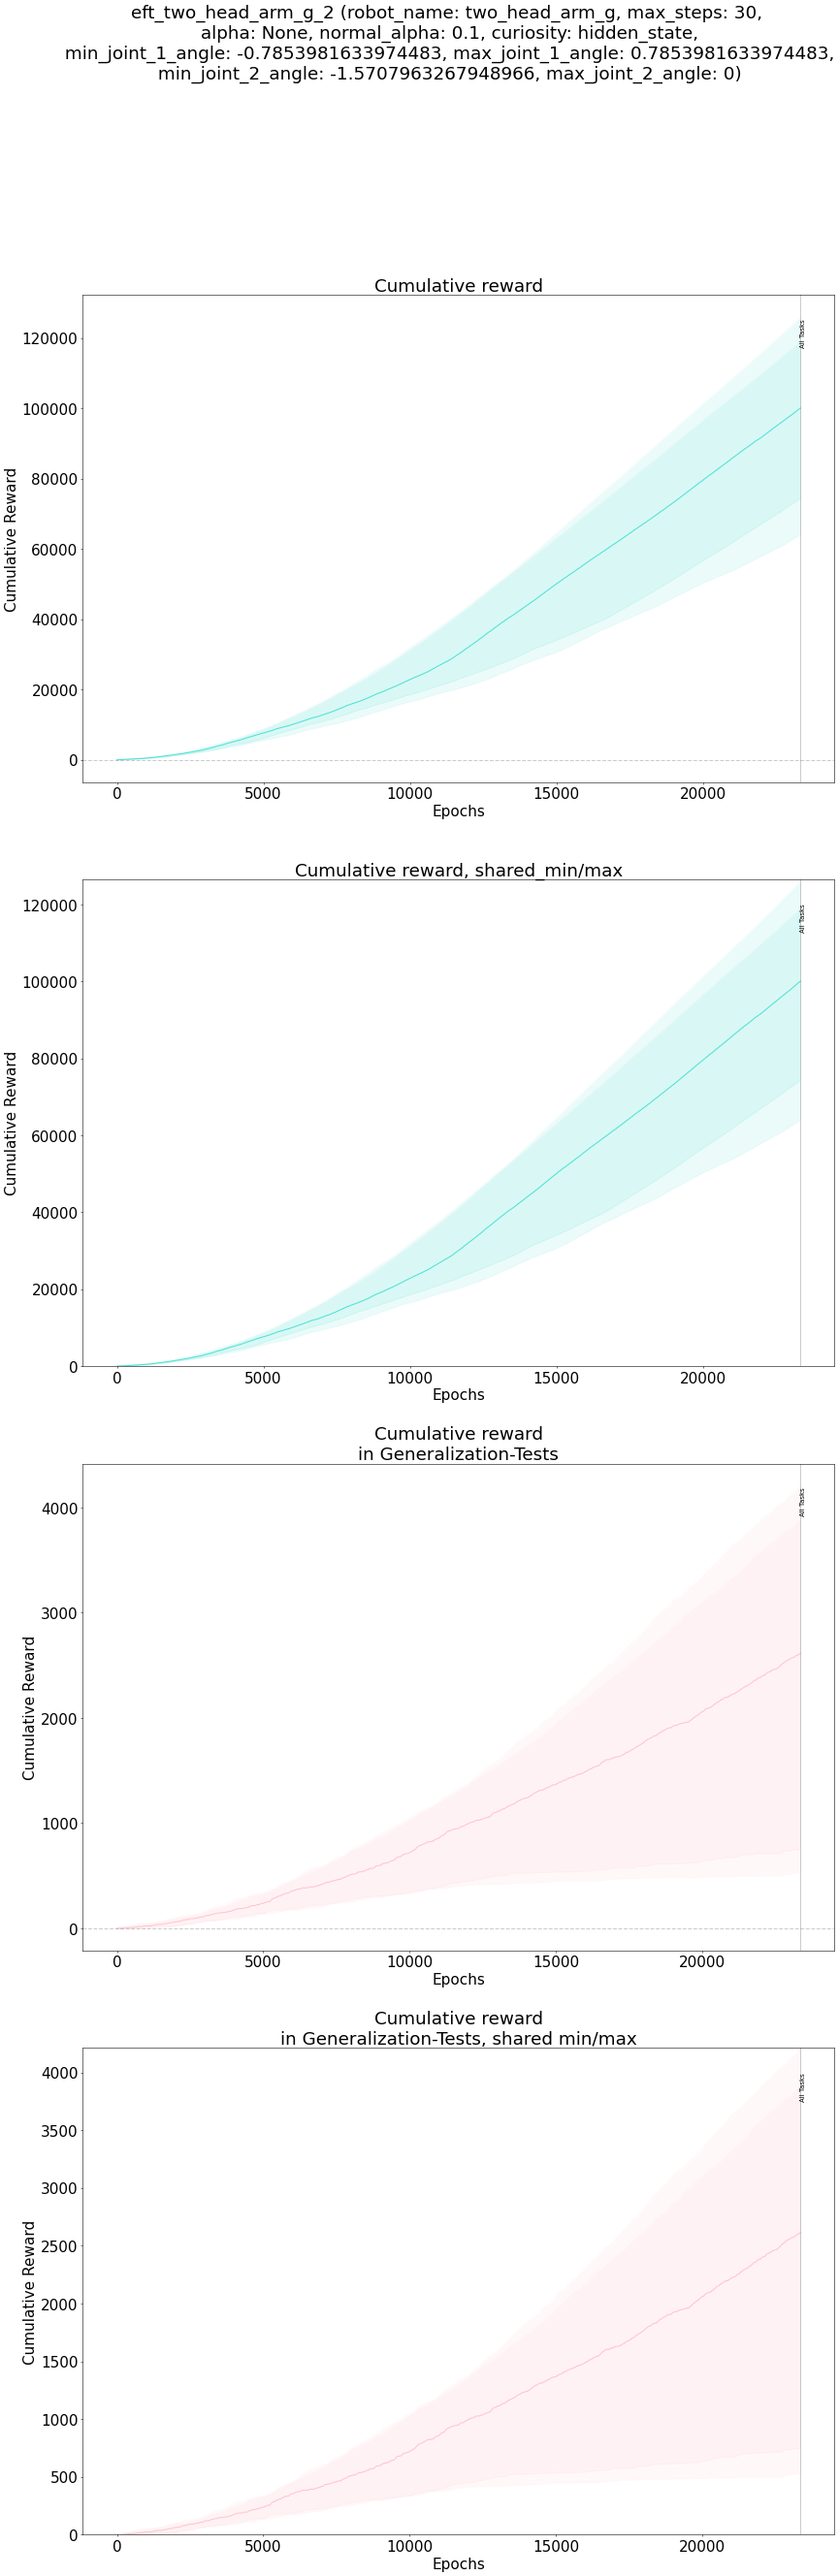 eft_two_head_arm_g_2 (robot_name: two_head_arm_g, max_steps: 30,
alpha: None, normal_alpha: 0.1, curiosity: hidden_state,
min_joint_1_angle: -0.7853981633974483, max_joint_1_angle: 0.7853981633974483,
min_joint_2_angle: -1.5707963267948966, max_joint_2_angle: 0)
Cumulative reward
All Tasks
120000
100000
80000
60000
40000
20000
0
Cumulative Reward
0 5000 10000 15000 20000
Epochs
Cumulative reward, shared_min/max
All Tasks
120000
100000
80000
60000
40000
20000
0
Cumulative Reward
0 5000 10000 15000 20000
Epochs
Cumulative reward
in Generalization-Tests
All Tasks
4000
3000
2000
1000
0
Cumulative Reward
0 5000 10000 15000 20000
Epochs
Cumulative reward
in Generalization-Tests, shared min/max
All Tasks
4000
3500
3000
2500
2000
1500
1000
500
0
Cumulative Reward
0 5000 10000 15000 20000
Epochs